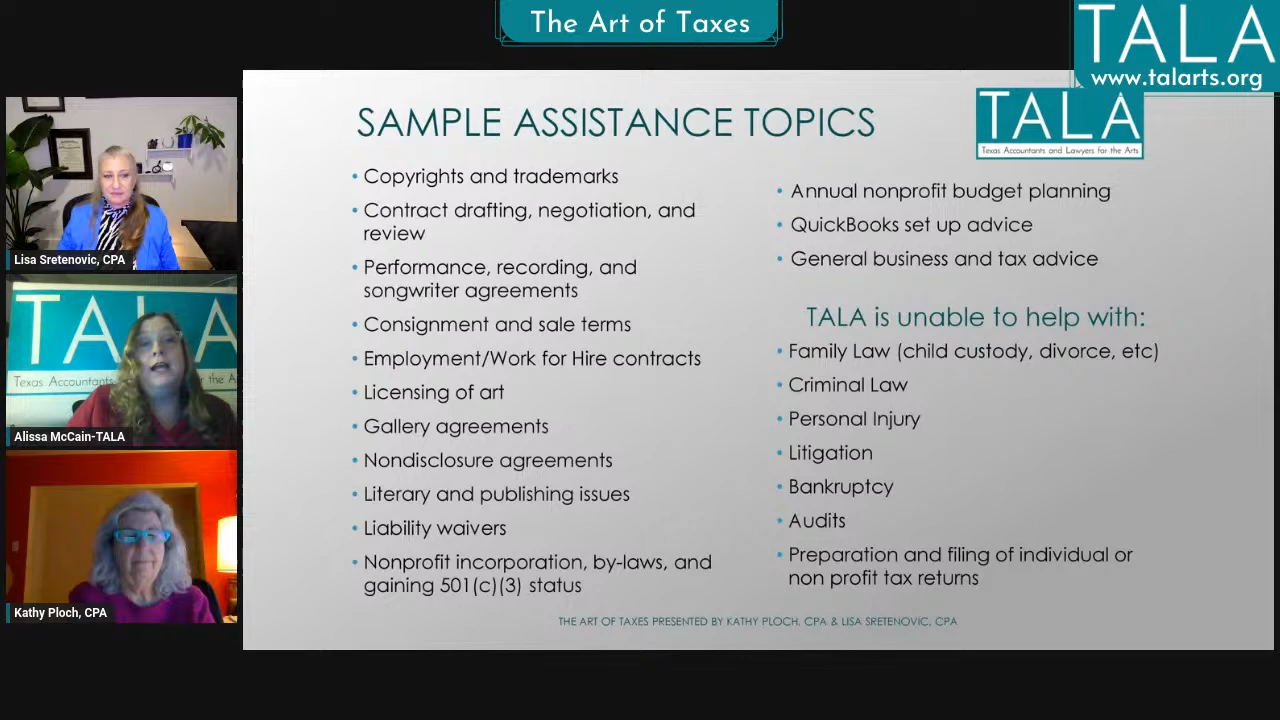 The Art of Taxes
TALA
www.talarts.org
SAMPLE ASSISTANCE TOPICS
TALA
Texas Accountants and Lawyers for the Arts
• Copyrights and trademarks
• Contract drafting, negotiation, and
review
• Performance, recording, and
songwriter agreements
• Consignment and sale terms
• Employment/Work for Hire contracts
• Licensing of art
• Gallery agreements
• Nondisclosure agreements
• Literary and publishing issues
• Liability waivers
• Nonprofit incorporation, by-laws, and
gaining 501(c)(3) status
• Annual nonprofit budget planning
• QuickBooks set up advice
• General business and tax advice
TALA is unable to help with:
• Family Law (child custody, divorce, etc)
• Criminal Law
• Personal Injury
• Litigation
• Bankruptcy
• Audits
• Preparation and filing of individual or
non profit tax returns
THE ART OF TAXES PRESENTED BY KATHY PLOCH, CPA & LISA SRETENOVIC, CPA
Lisa Sretenovic, CPA
TALA
Texas Accountants for the A
Alissa McCain-TALA
Kathy Ploch, CPA